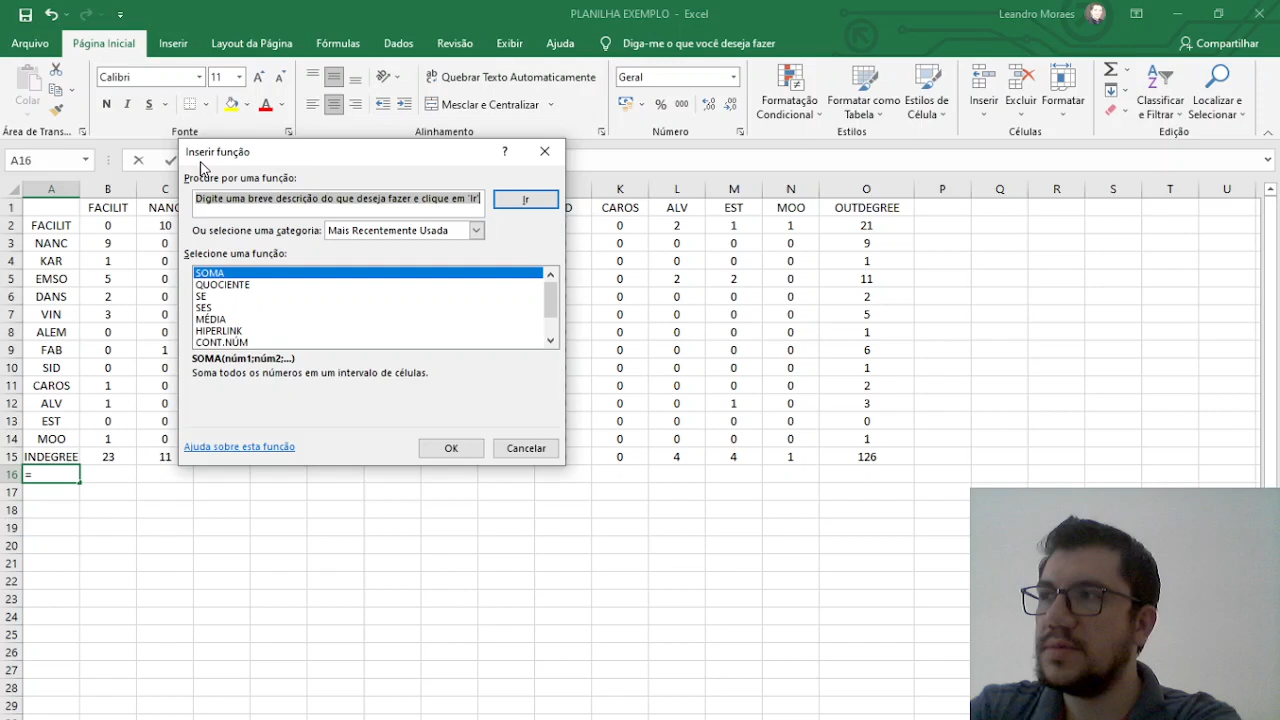 PLANILHA EXEMPLO - Excel
Leandro Moraes
Arquivo
Página Inicial
Inserir
Layout da Página
Fórmulas
Dados
Revisão
Exibir
Ajuda
Diga-me o que você deseja fazer
Compartilhar
Colar
Calibri
11
N I S
Quebrar Texto Automaticamente
Mesclar e Centralizar
Geral
% 000
Formatação Condicional
Formatar como Tabela
Estilos de Célula
Inserir
Excluir
Formatar
Classificar e Filtrar
Localizar e Selecionar
Área de Trans...
Fonte
Alinhamento
Número
Estilos
Células
Edição
A16
Inserir função
Procure por uma função:
Digite uma breve descrição do que deseja fazer e clique em 'Ir'
Ir
Ou selecione uma categoria: Mais Recentemente Usada
Selecione uma função:
SOMA
QUOCIENTE
SE
SES
MÉDIA
HIPERLINK
CONT.NÚM
SOMA(núm1;núm2;...)
Soma todos os números em um intervalo de células.
Ajuda sobre esta função
OK
Cancelar
A B C K L M N O P Q R S T U
1 FACILIT NANC CAROS ALV EST MOO OUTDEGREE
2 FACILIT 0 10 0 2 1 1 21
3 NANC 9 0 0 0 0 0 9
4 KAR 1 0 0 0 0 0 1
5 EMSO 5 0 0 2 2 0 11
6 DANS 2 0 0 0 0 0 2
7 VIN 3 0 0 0 0 0 5
8 ALEM 0 0 0 0 0 0 1
9 FAB 0 1 0 0 0 0 6
10 SID 0 0 0 0 0 0 1
11 CAROS 1 0 0 0 0 0 2
12 ALV 1 0 0 0 1 0 3
13 EST 0 0 0 0 0 0 0
14 MOO 1 0 0 0 0 0 1
15 INDEGREE 23 11 0 4 4 1 126
16 =
17
18
19
20
21
22
23
24
25
26
27
28
29